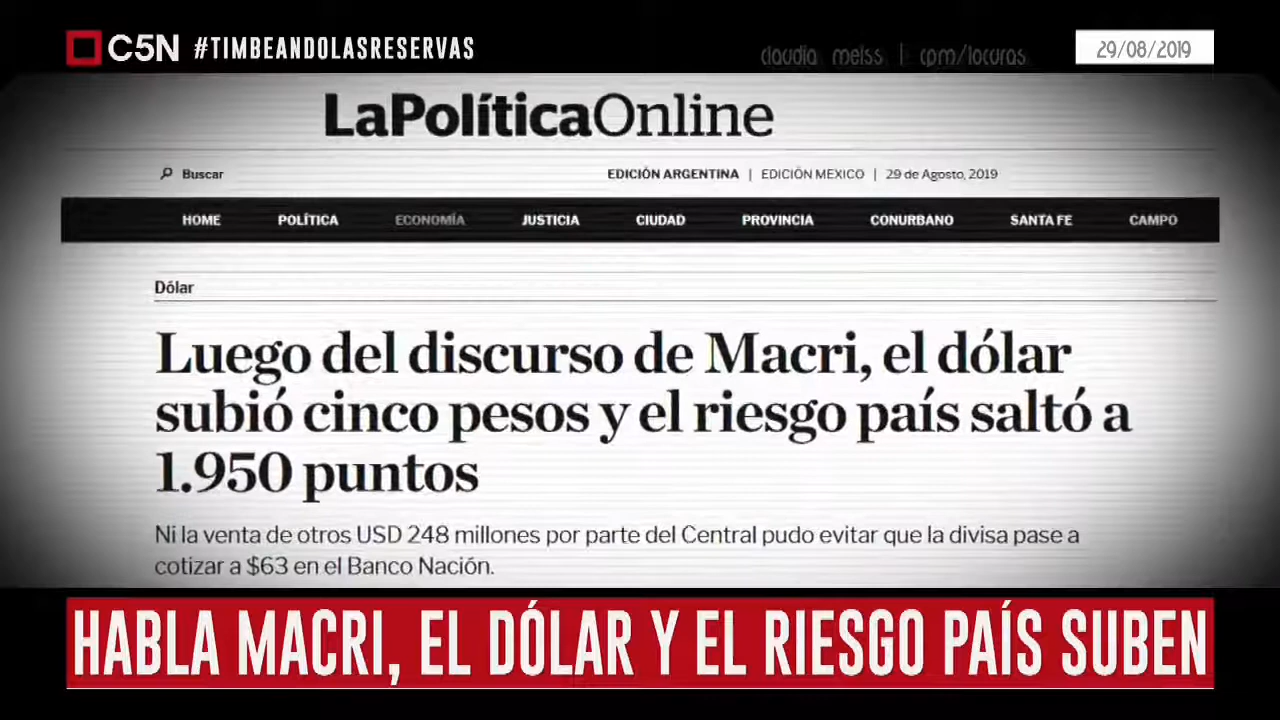 C5N #TIMBEANDOLASRESERVAS
claudia meiss | cpm/locuras
29/08/2019
LaPolíticaOnline
Buscar
EDICIÓN ARGENTINA | EDICIÓN MEXICO | 29 de Agosto, 2019
HOME POLÍTICA ECONOMÍA JUSTICIA CIUDAD PROVINCIA CONURBANO SANTA FE CAMPO
Dólar
Luego del discurso de Macri, el dólar
subió cinco pesos y el riesgo país saltó a
1.950 puntos
Ni la venta de otros USD 248 millones por parte del Central pudo evitar que la divisa pase a
cotizar a $63 en el Banco Nación.
HABLA MACRI, EL DÓLAR Y EL RIESGO PAÍS SUBEN